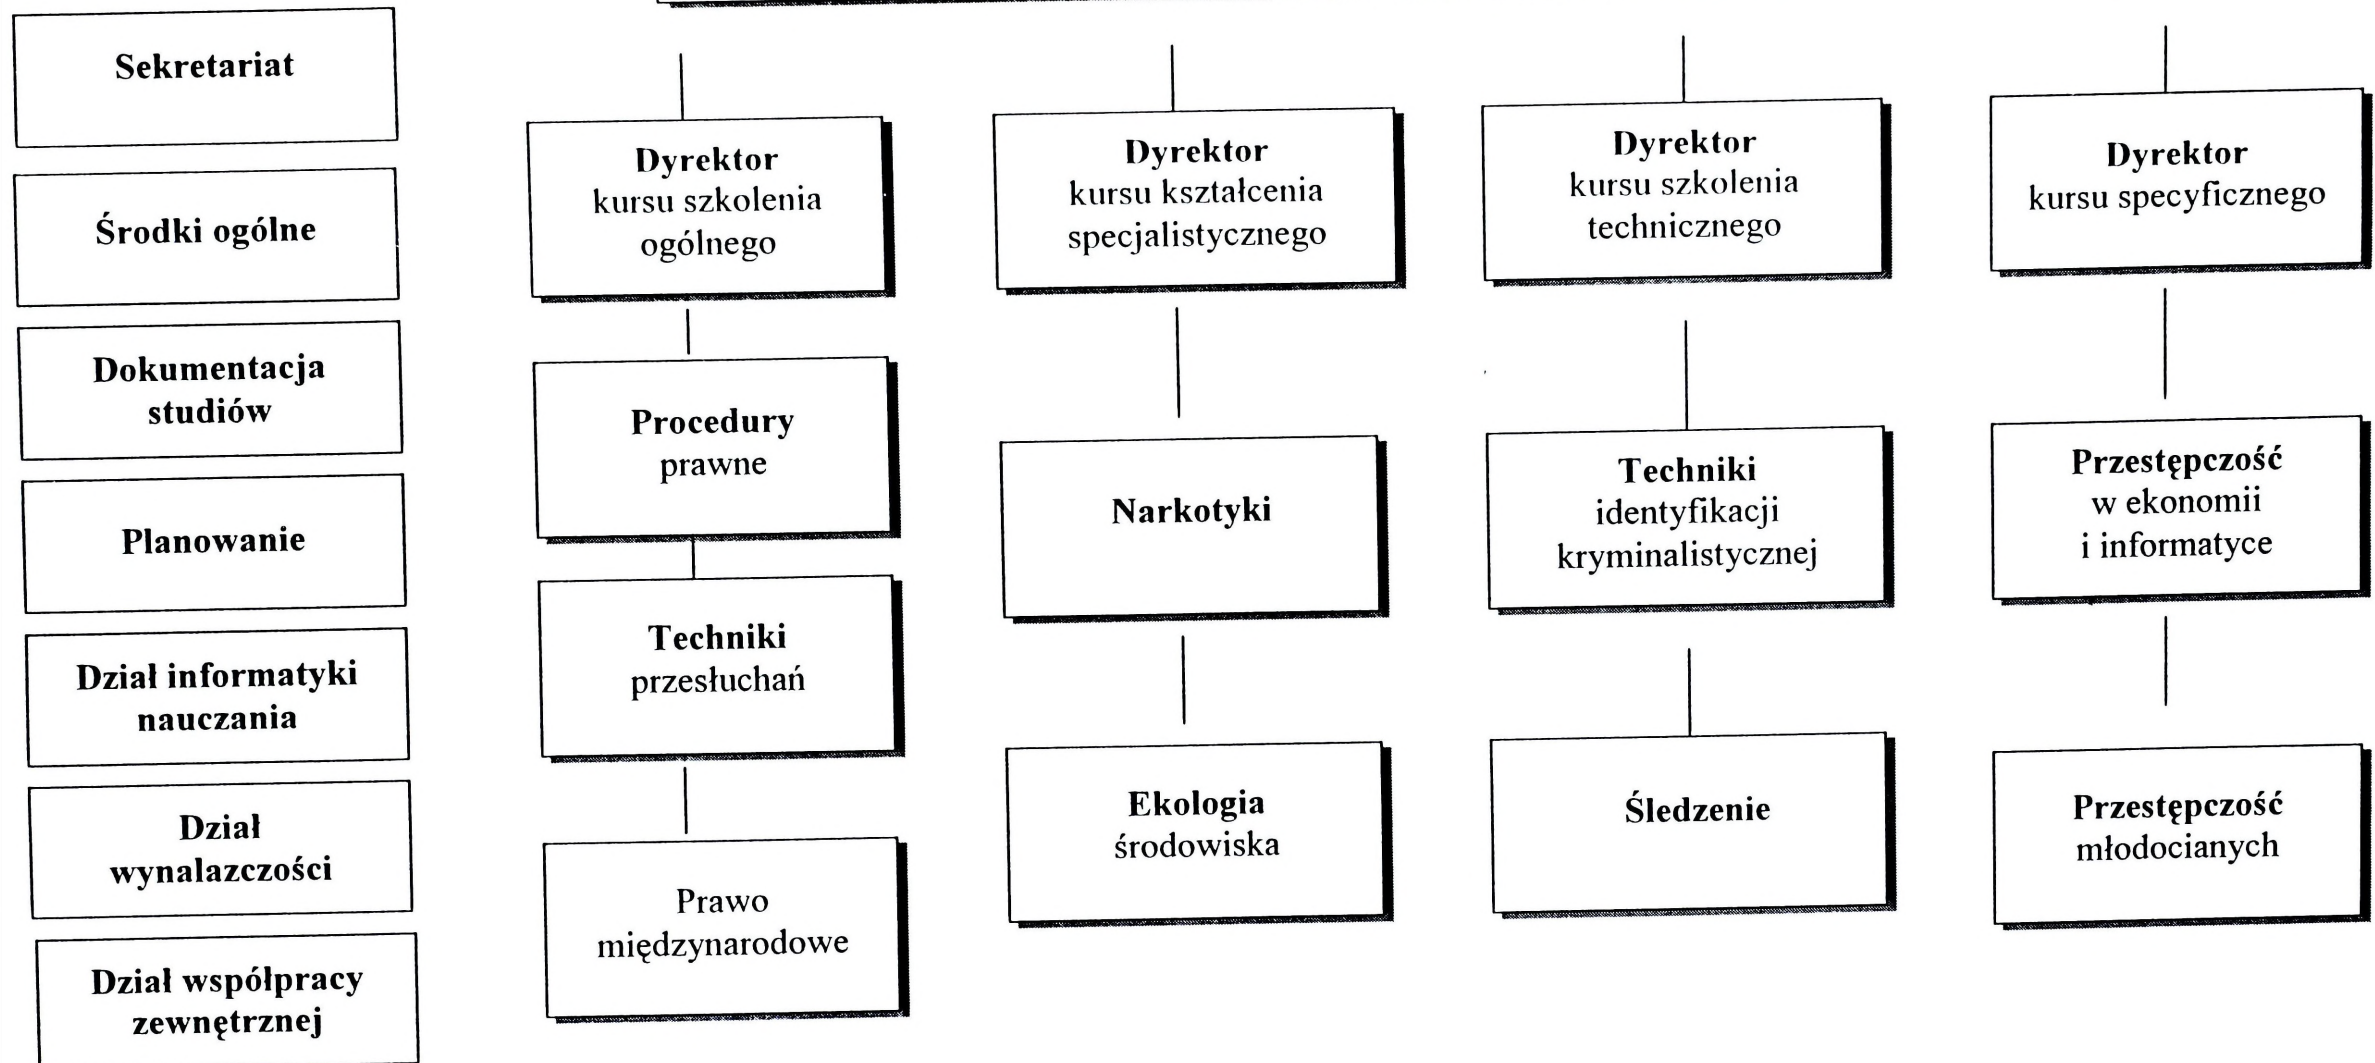 Sekretariat
Środki ogólne
Dokumentacja
studiów
Planowanie
Dział informatyki
nauczania
Dział
wynalazczości
Dział współpracy
zewnętrznej
Dyrektor
kursu szkolenia
ogólnego
Procedury
prawne
Techniki
przesłuchań
Prawo
międzynarodowe
Dyrektor
kursu kształcenia
specjalistycznego
Narkotyki
Ekologia
środowiska
Dyrektor
kursu szkolenia
technicznego
Techniki
identyfikacji
kryminalistycznej
Śledzenie
Dyrektor
kursu specyficznego
Przestępczość
w ekonomii
i informatyce
Przestępczość
młodocianych